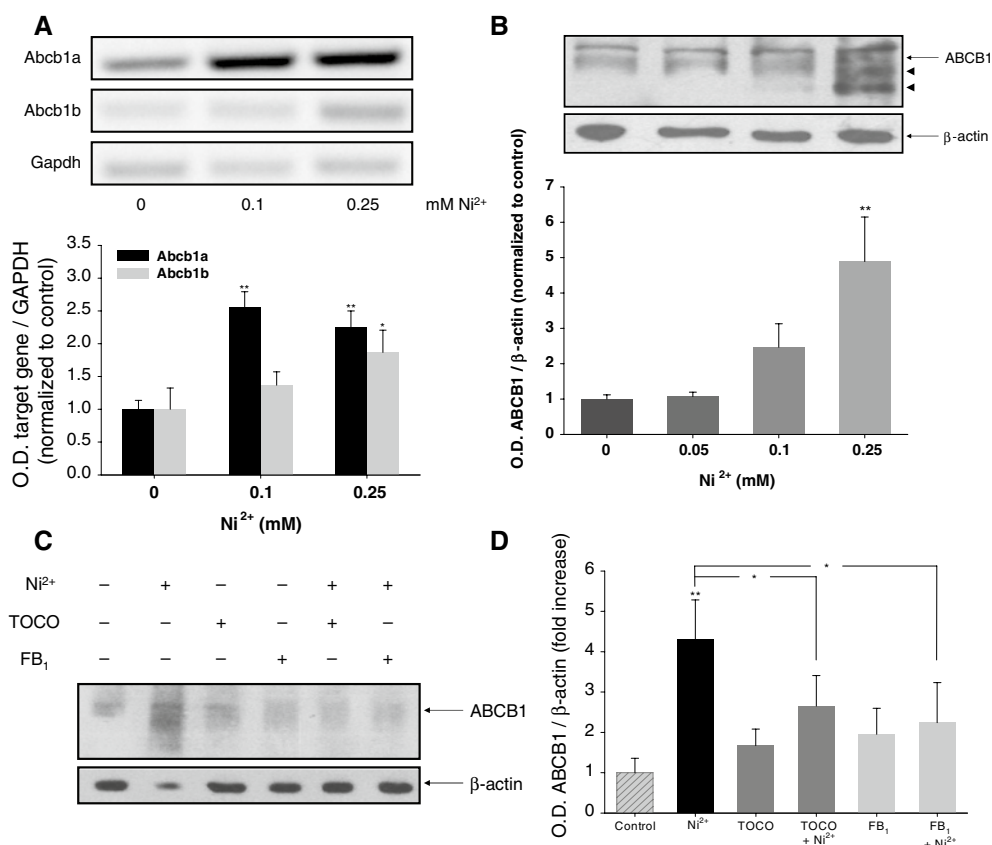 A
Abcb1a
Abcb1b
Gapdh
0 0.1 0.25 mM Ni²⁺
O.D. target gene / GAPDH
(normalized to control)
3.5
3.0
2.5
2.0
1.5
1.0
0.5
0.0
Abcb1a
Abcb1b
** ** *
0 0.1 0.25
Ni²⁺ (mM)
B
ABCB1
β-actin
O.D. ABCB1 / β-actin (normalized to control)
7
6
5
4
3
2
1
0
**
0 0.05 0.1 0.25
Ni²⁺ (mM)
C
Ni²⁺ – + – – + +
TOCO – – + – + –
FB₁ – – – + – +
ABCB1
β-actin
D
O.D. ABCB1 / β-actin (fold increase)
6
5
4
3
2
1
0
*
*
**
Control Ni²⁺ TOCO TOCO FB₁ FB₁
+ Ni²⁺ + Ni²⁺